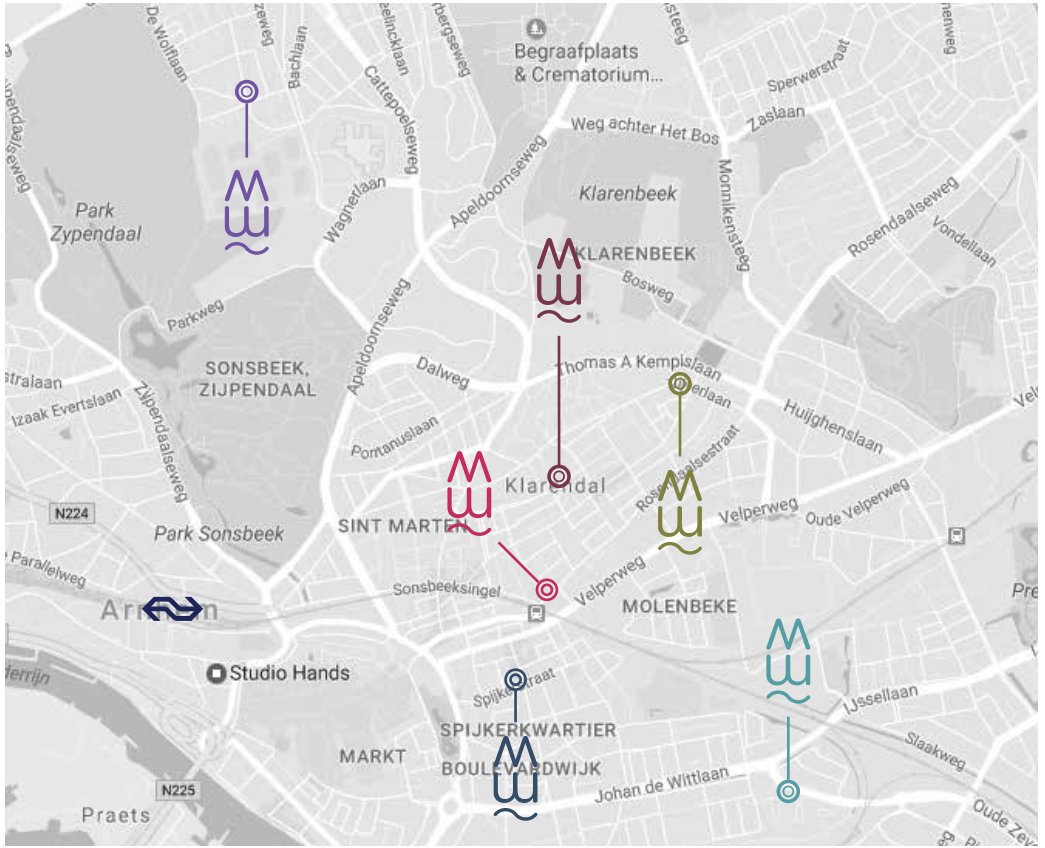 De Wolflaan
Bachlaan
Cattepoelseweg
Begraafplaats
& Crematorium...
Sperwerstraat
Zaslaan
Weg achter Het Bos
Apeldoornseweg
Monnikensteeg
Rosendaalseweg
Wagnerlaan
Klarenbeek
Park
Zypendaal
Vondellaan
KLARENBEEK
Bosweg
Parkweg
Apeldoornseweg
SONSBEEK,
ZIJPENDAAL
Dalweg
Thomas A Kempislaan
Izaak Evertslaan
Zijpendaalseweg
Huijghenslaan
Pontanuslaan
Rosendaalsestraat
Klarendal
N224
SINT MARTEN
Velperweg
Oude Velperweg
Park Sonsbeek
Parallelweg
Sonsbeeksingel
Velperweg
MOLENBEKE
Studio Hands
Spijkerstraat
IJssellaan
SPIJKERKWARTIER
MARKT
BOULEVARDWIJK
Slaakweg
Johan de Wittlaan
N225
Praets